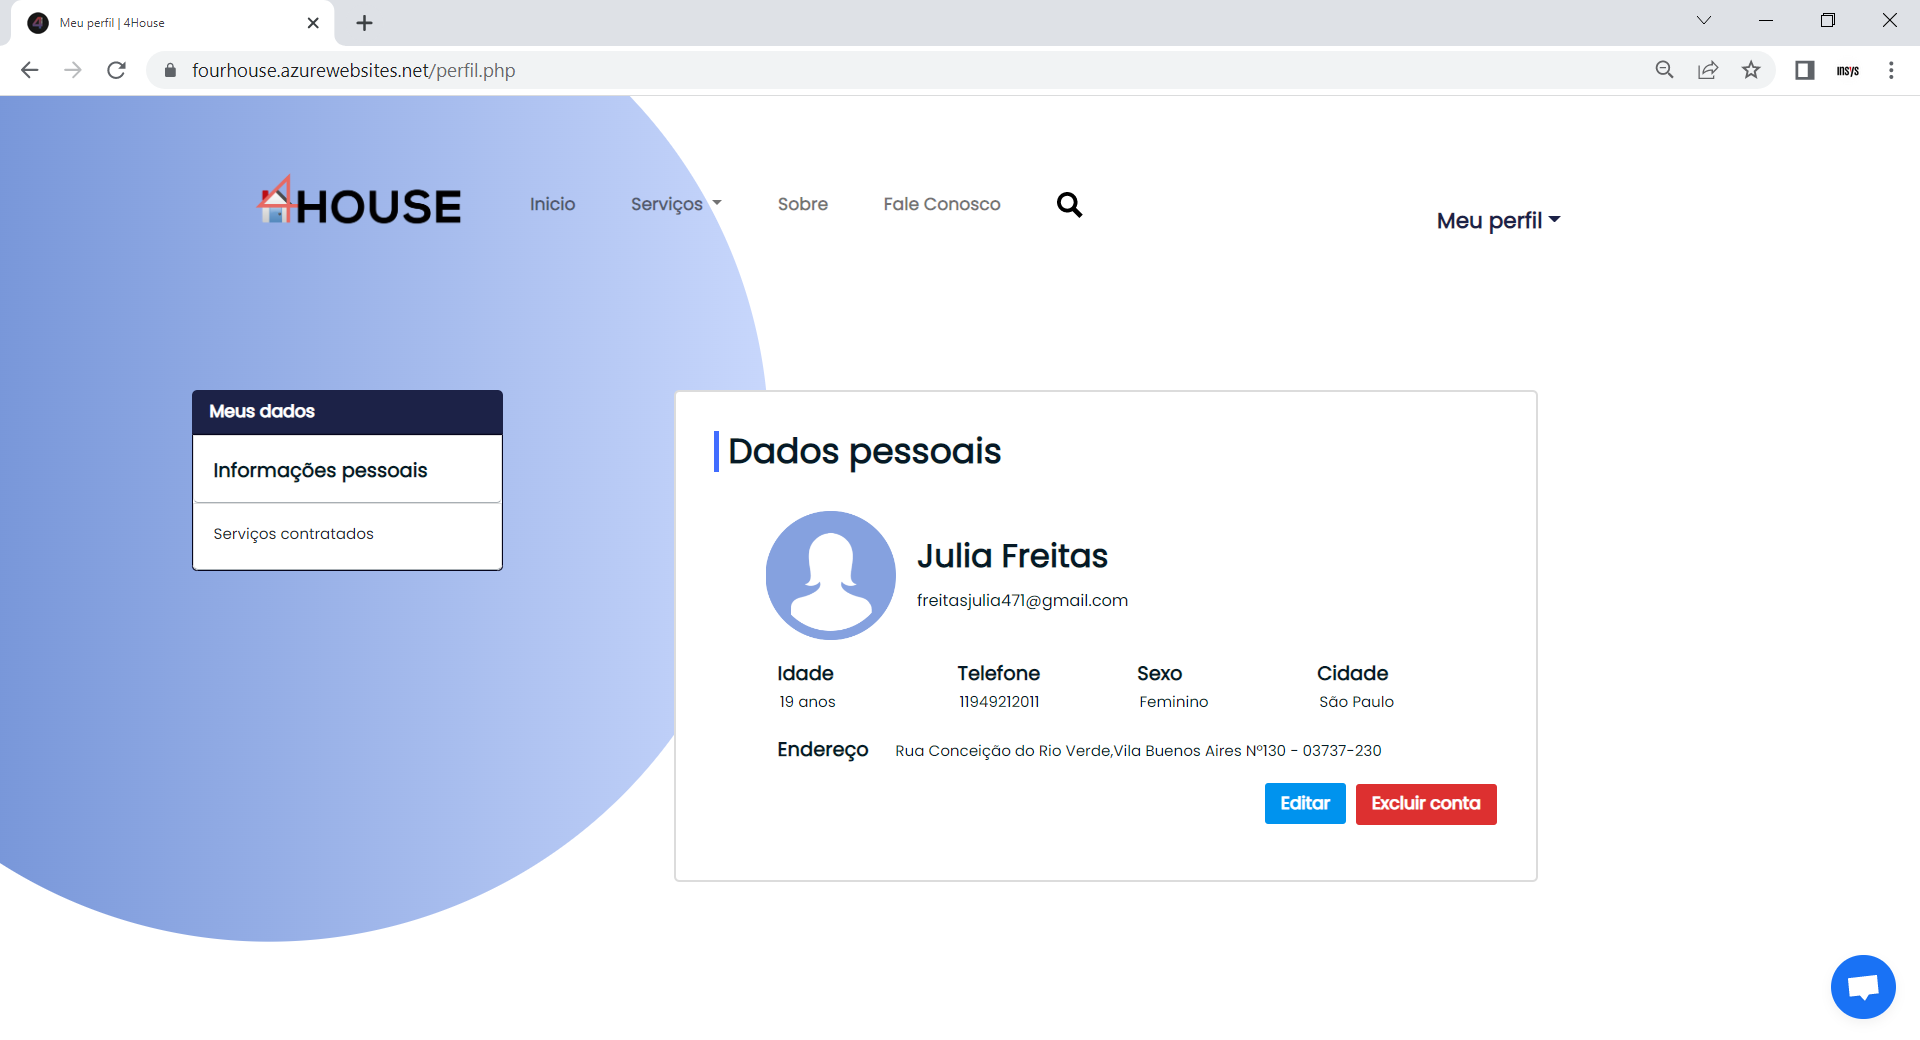 Meu perfil | 4House
fourhouse.azurewebsites.net/perfil.php
insys
4HOUSE
Inicio
Serviços
Sobre
Fale Conosco
Meu perfil
Meus dados
Informações pessoais
Serviços contratados
Dados pessoais
Julia Freitas
freitasjulia471@gmail.com
Idade
19 anos
Telefone
11949212011
Sexo
Feminino
Cidade
São Paulo
Endereço
Rua Conceição do Rio Verde,Vila Buenos Aires Nº130 - 03737-230
Editar
Excluir conta